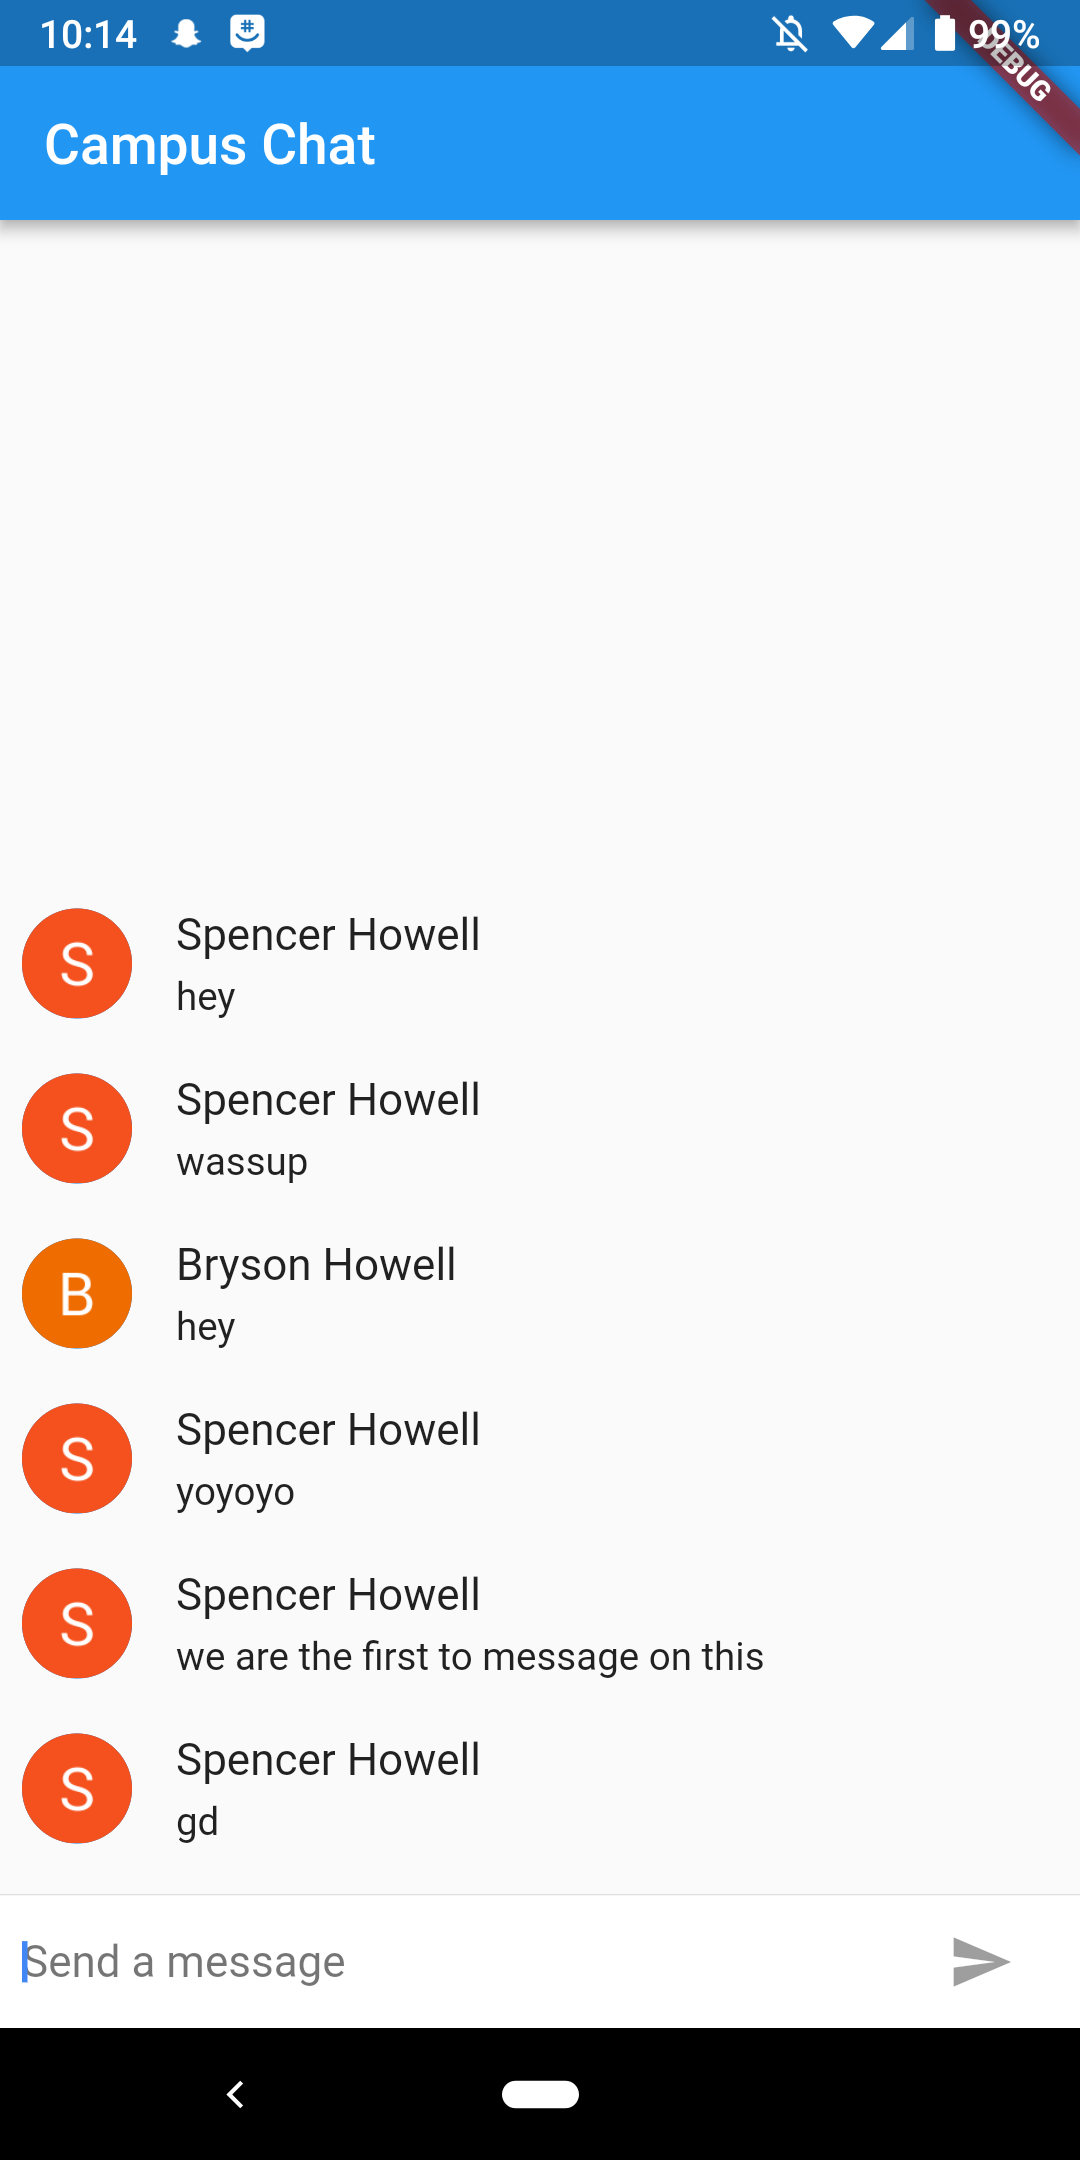 10:14 99%
DEBUG
Campus Chat
S Spencer Howell
hey
S Spencer Howell
wassup
B Bryson Howell
hey
S Spencer Howell
yoyoyo
S Spencer Howell
we are the first to message on this
S Spencer Howell
gd
Send a message